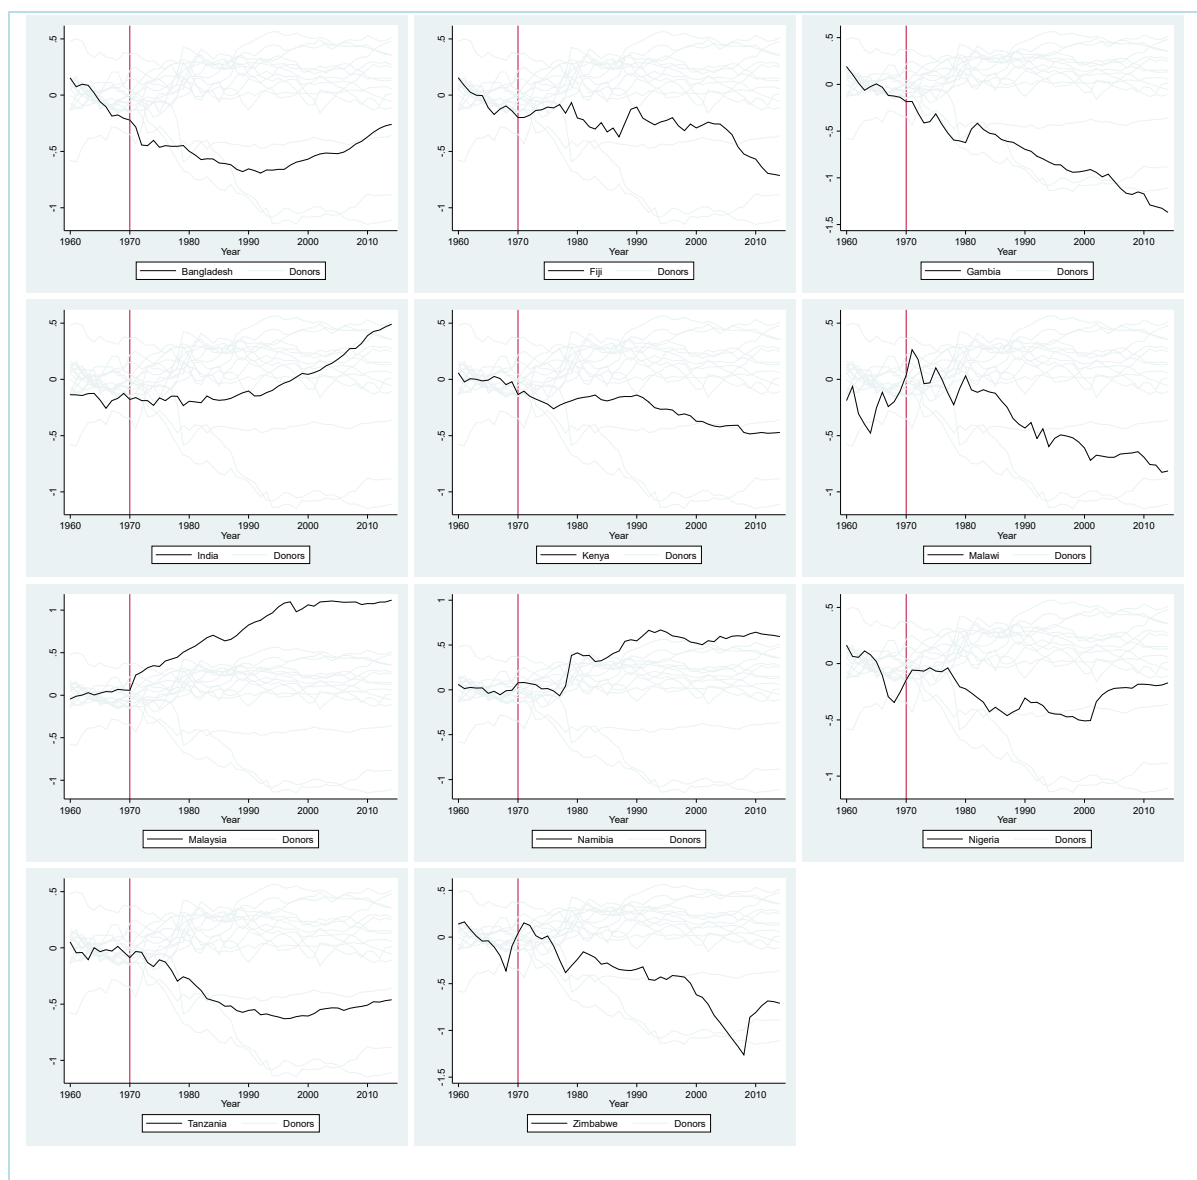 .5
0
-.5
-1
1960 1970 1980 1990 2000 2010
Year
Bangladesh Donors
.5
0
-.5
-1
1960 1970 1980 1990 2000 2010
Year
Fiji Donors
.5
0
-.5
-1
-1.5
1960 1970 1980 1990 2000 2010
Year
Gambia Donors
.5
0
-.5
-1
1960 1970 1980 1990 2000 2010
Year
India Donors
.5
0
-.5
-1
1960 1970 1980 1990 2000 2010
Year
Kenya Donors
.5
0
-.5
-1
1960 1970 1980 1990 2000 2010
Year
Malawi Donors
1
.5
0
-.5
-1
1960 1970 1980 1990 2000 2010
Year
Malaysia Donors
1
.5
0
-.5
-1
1960 1970 1980 1990 2000 2010
Year
Namibia Donors
.5
0
-.5
-1
1960 1970 1980 1990 2000 2010
Year
Nigeria Donors
.5
0
-.5
-1
1960 1970 1980 1990 2000 2010
Year
Tanzania Donors
.5
0
-.5
-1
-1.5
1960 1970 1980 1990 2000 2010
Year
Zimbabwe Donors